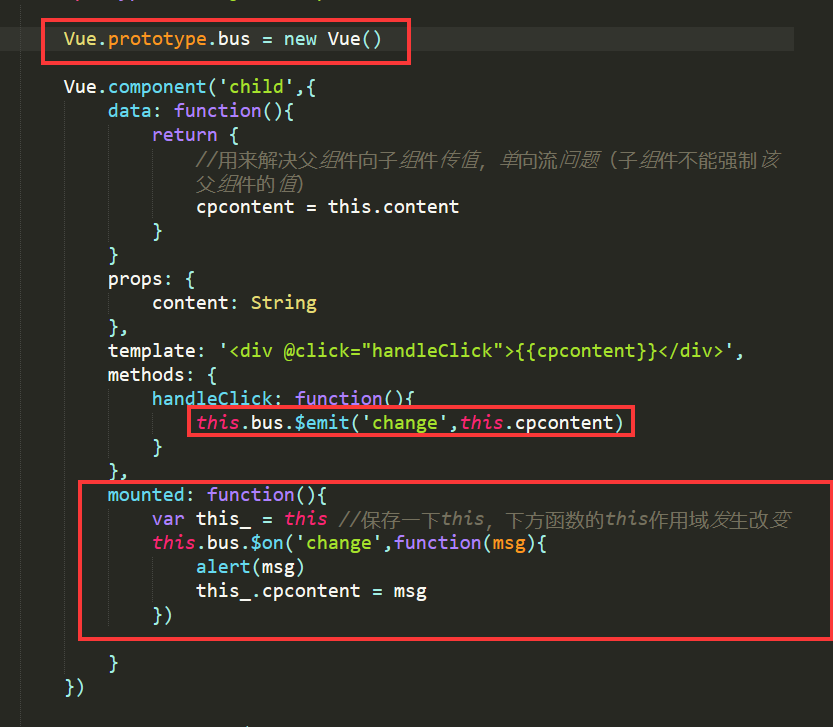 Vue.prototype.bus = new Vue()
Vue.component('child',{
data: function(){
return {
//用来解决父组件向子组件传值，单向流问题（子组件不能强制该
父组件的值）
cpcontent = this.content
}
}
props: {
content: String
},
template: '<div @click="handleClick">{{cpcontent}}</div>',
methods: {
handleClick: function(){
this.bus.$emit('change',this.cpcontent)
}
},
mounted: function(){
var this_ = this //保存一下this，下方函数的this作用域发生改变
this.bus.$on('change',function(msg){
alert(msg)
this_.cpcontent = msg
})
}
})